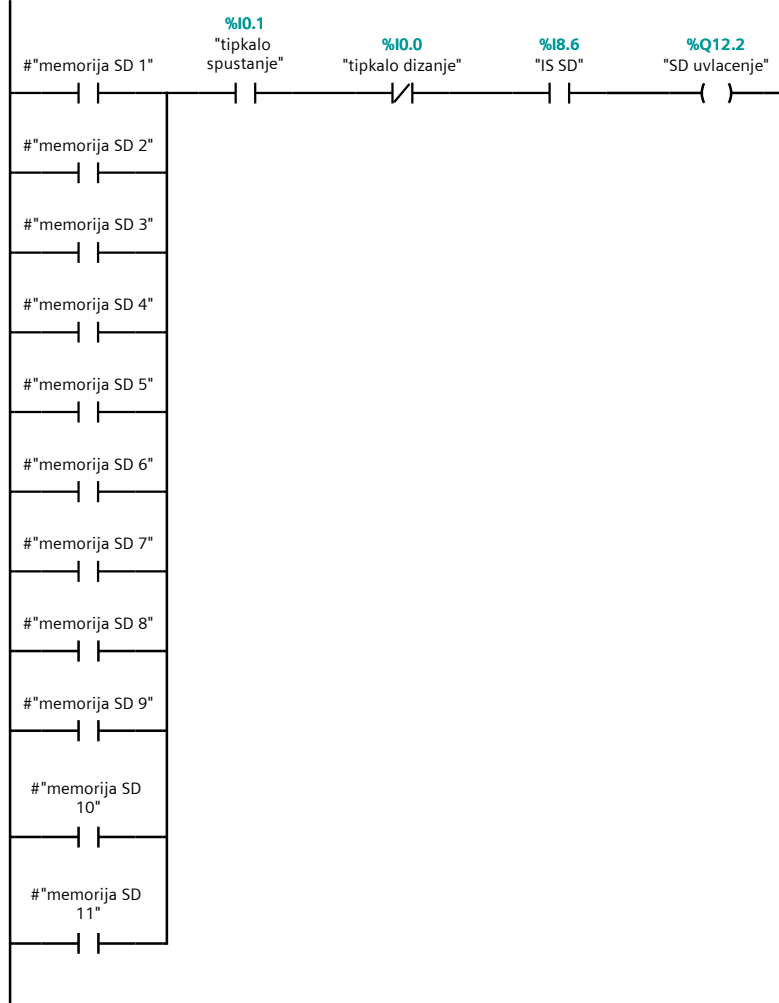 %I0.1
"tipkalo
spustanje"
%I0.0
"tipkalo dizanje"
%I8.6
"IS SD"
%Q12.2
"SD uvlacenje"
#"memorija SD 1"
#"memorija SD 2"
#"memorija SD 3"
#"memorija SD 4"
#"memorija SD 5"
#"memorija SD 6"
#"memorija SD 7"
#"memorija SD 8"
#"memorija SD 9"
#"memorija SD
10"
#"memorija SD
11"